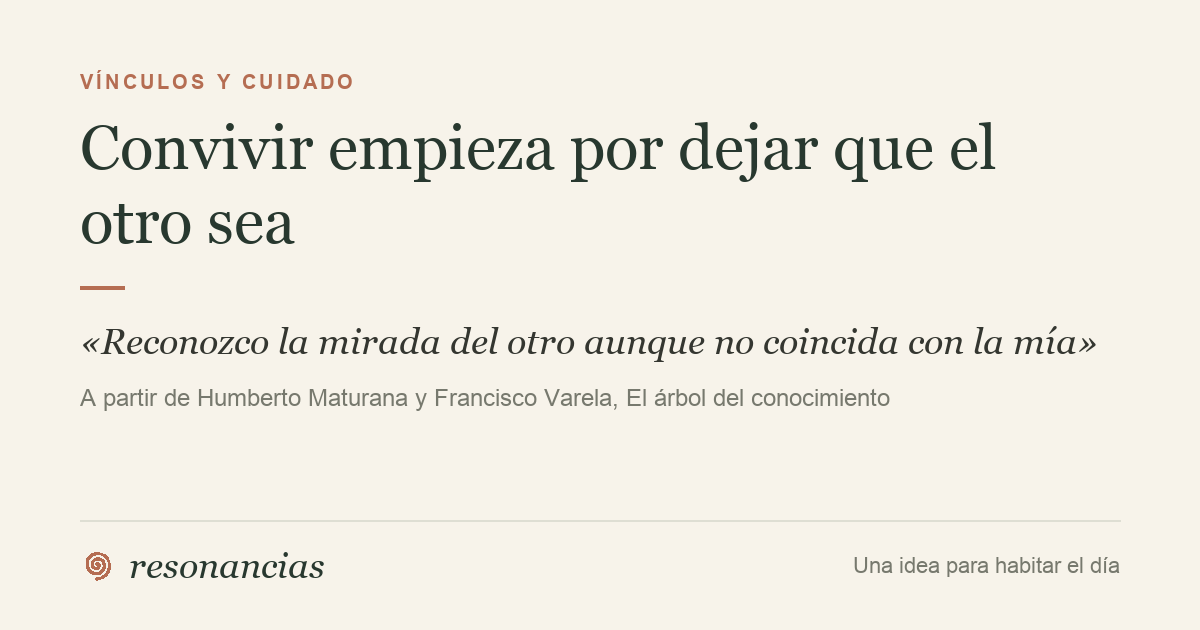 VÍNCULOS Y CUIDADO
Convivir empieza por dejar que el
otro sea
«Reconozco la mirada del otro aunque no coincida con la mía»
A partir de Humberto Maturana y Francisco Varela, El árbol del conocimiento
resonancias
Una idea para habitar el día